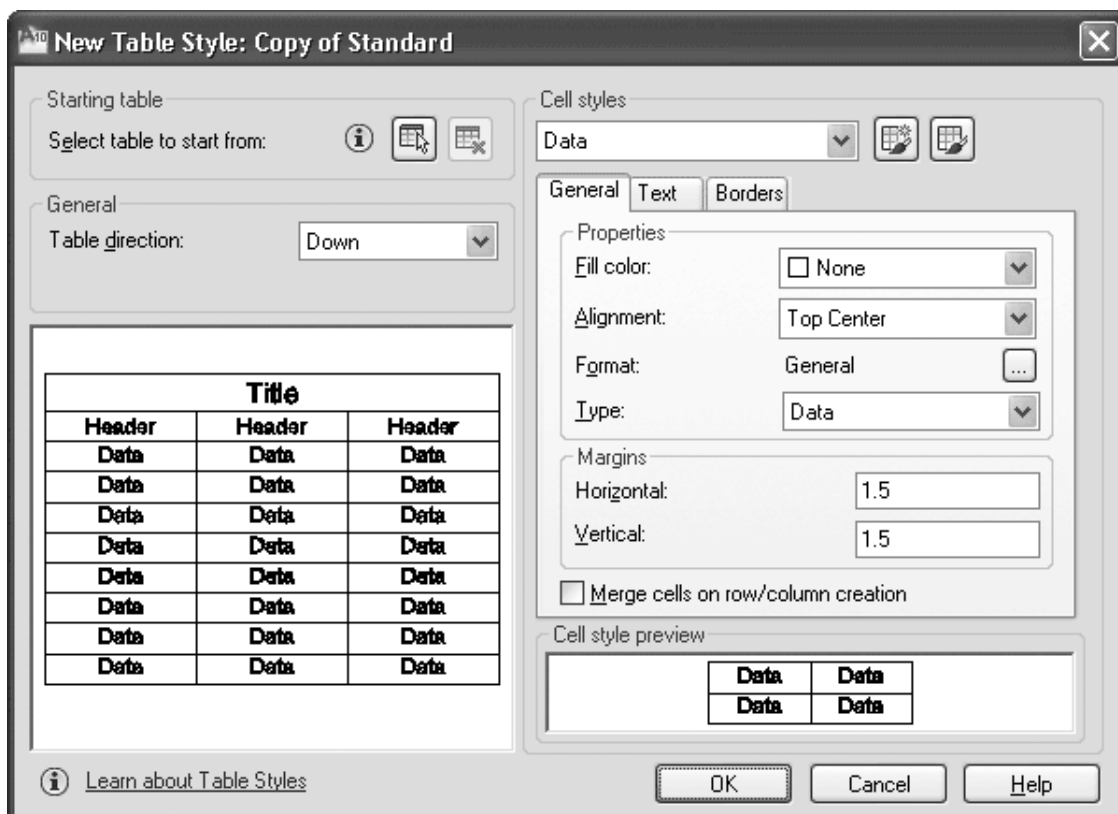 New Table Style: Copy of Standard
Starting table
Select table to start from:
General
Table direction:
Down
Title
Header Header Header
Data Data Data
Data Data Data
Data Data Data
Data Data Data
Data Data Data
Data Data Data
Data Data Data
Data Data Data
Learn about Table Styles
Cell styles
Data
General Text Borders
Properties
Fill color: None
Alignment: Top Center
Format: General ...
Type: Data
Margins
Horizontal: 1.5
Vertical: 1.5
Merge cells on row/column creation
Cell style preview
Data Data
Data Data
OK Cancel Help